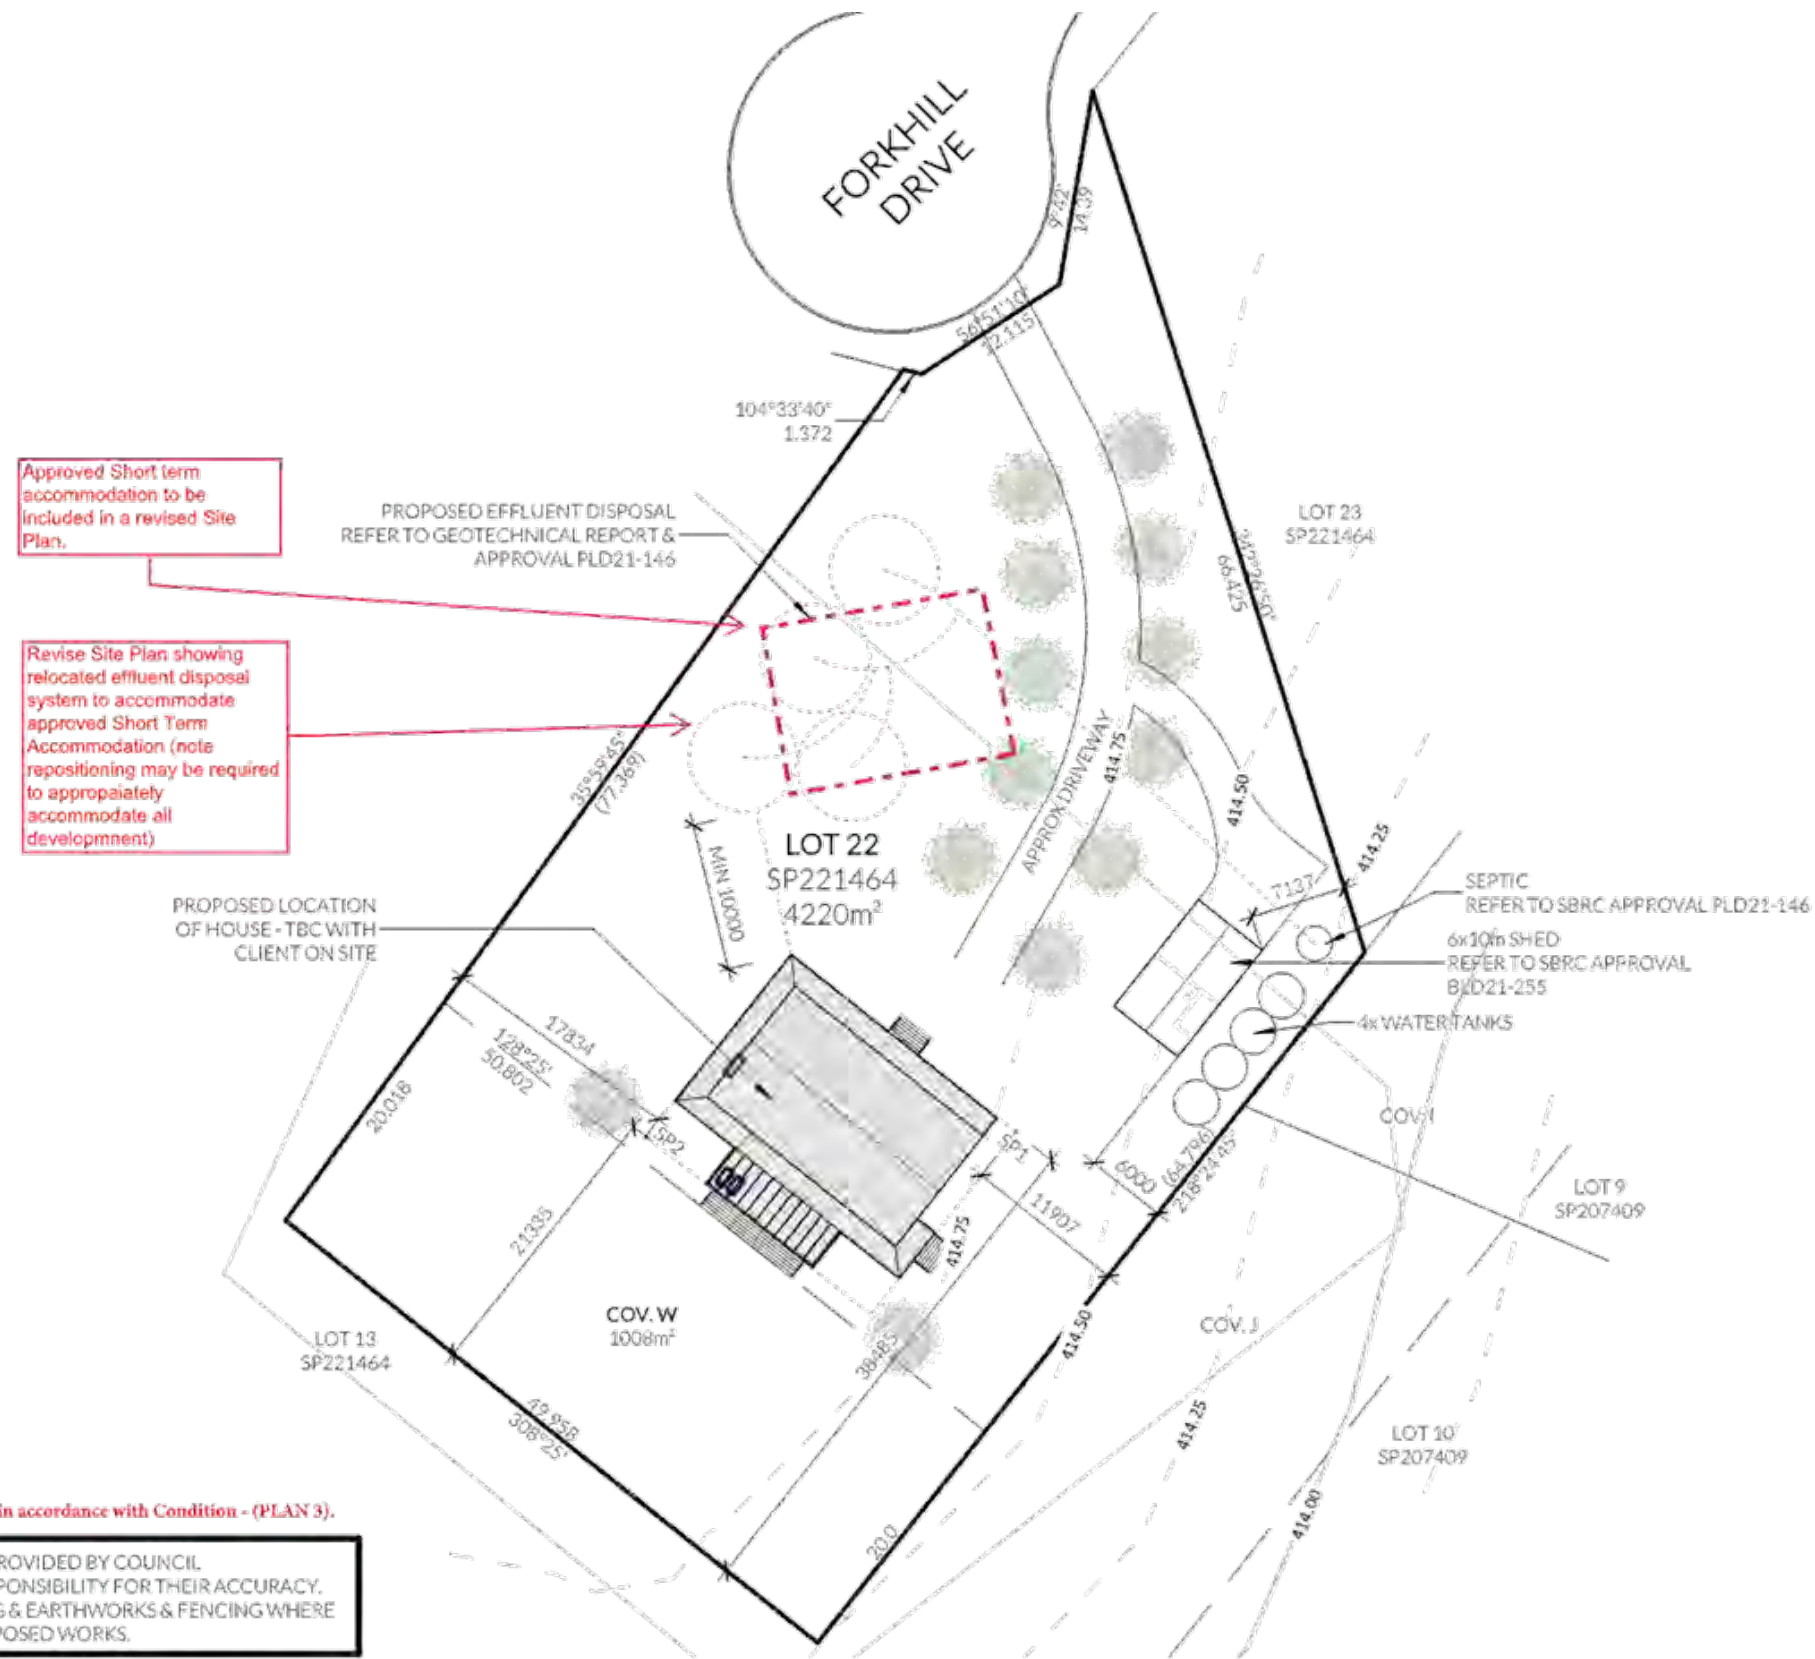 FORKHILL
DRIVE
9°42'
14.39
56°51'10"
12.115
104°33'40"
1.372
Approved Short term
accommodation to be
included in a revised Site
Plan.
PROPOSED EFFLUENT DISPOSAL
REFER TO GEOTECHNICAL REPORT &
APPROVAL PLD21-146
LOT 23
SP221464
66.425
Revise Site Plan showing
relocated effluent disposal
system to accommodate
approved Short Term
Accommodation (note
repositioning may be required
to appropaiately
accommodate all
development)
35°59'45"
(77.369)
APPROX DRIVEWAY
414.75
414.50
414.25
MIN 10000
LOT 22
SP221464
4220m²
7137
SEPTIC
REFER TO SBRC APPROVAL PLD21-146
6x10m SHED
REFER TO SBRC APPROVAL
BLD21-255
4x WATER TANKS
PROPOSED LOCATION
OF HOUSE - TBC WITH
CLIENT ON SITE
17834
128°25'
50.802
20.018
SP2
SP1
COV. I
6000
(64.796)
218°24'45"
LOT 9
SP207409
21335
11907
414.75
COV. W
1008m²
38485
414.50
COV. J
LOT 13
SP221464
49.958
308°25'
414.25
LOT 10
SP207409
414.00
20.0
in accordance with Condition - (PLAN 3).
ROVIDED BY COUNCIL
PONSIBILITY FOR THEIR ACCURACY.
G & EARTHWORKS & FENCING WHERE
POSED WORKS.